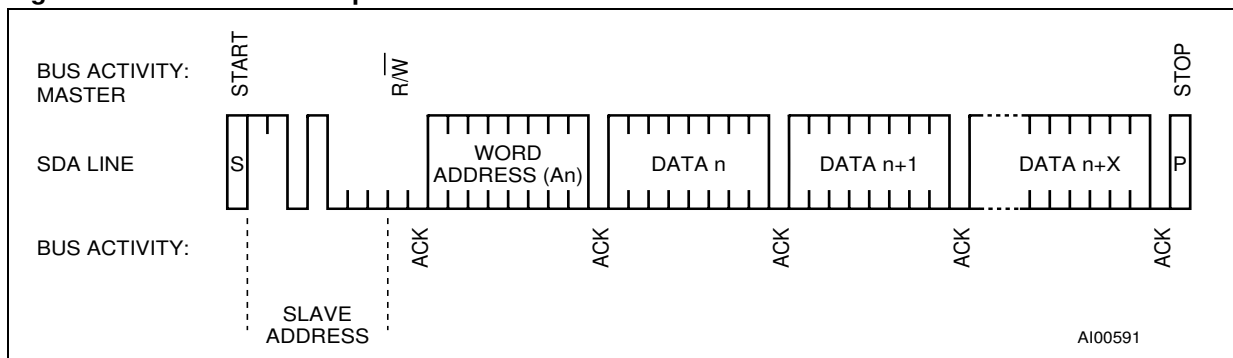 BUS ACTIVITY:
MASTER
START
R/W
STOP
SDA LINE
S
WORD
ADDRESS (An)
DATA n
DATA n+1
DATA n+X
P
BUS ACTIVITY:
ACK
ACK
ACK
ACK
ACK
SLAVE
ADDRESS
AI00591